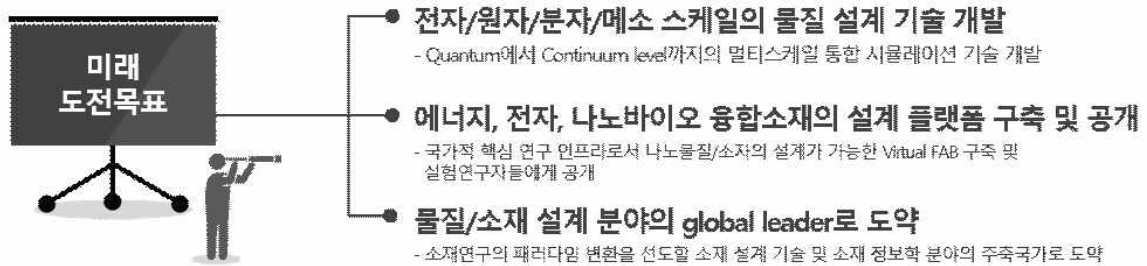 미래
도전목표
전자/원자/분자/메소 스케일의 물질 설계 기술 개발
- Quantum에서 Continuum level까지의 멀티스케일 통합 시뮬레이션 기술 개발
에너지, 전자, 나노바이오 융합소재의 설계 플랫폼 구축 및 공개
- 국가적 핵심 연구 인프라로서 나노물질/소자의 설계가 가능한 Virtual FAB 구축 및
실험연구자들에게 공개
물질/소재 설계 분야의 global leader로 도약
- 소재연구의 패러다임 변환을 선도할 소재 설계 기술 및 소재 정보학 분야의 주축국가로 도약